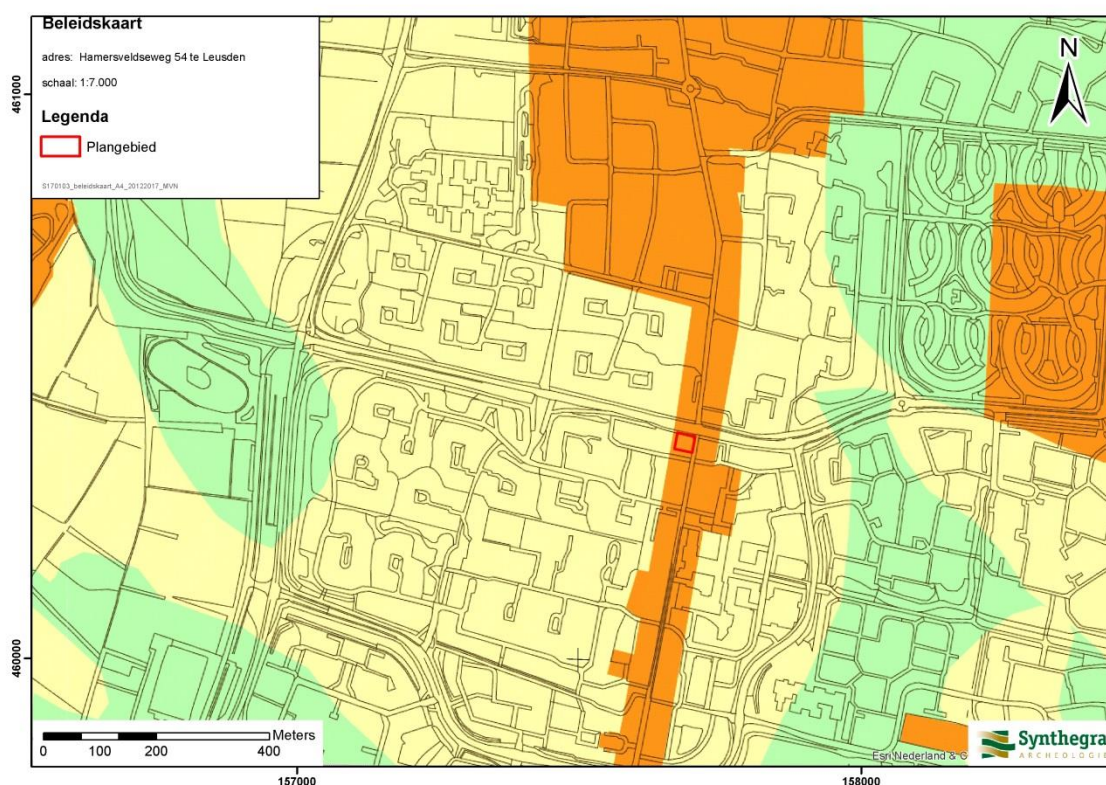 Beleidskaart
adres: Hamersveldseweg 54 te Leusden
schaal: 1:7.000
Legenda
Plangebied
S170103_beleidskaart_A4_20122017_MVN
N
461000
460000
0 100 200 400 Meters
Esri Nederland & C
Synthegra
ARCHEOLOGIE
157000 158000